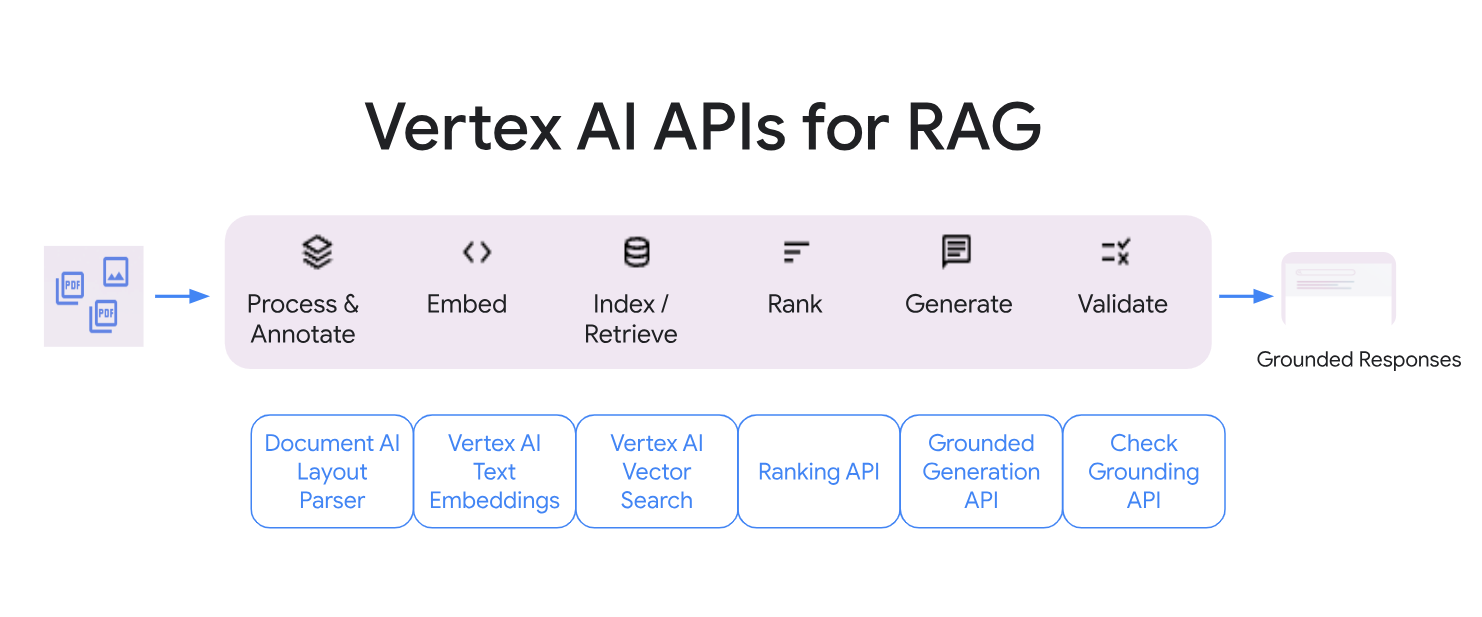 Vertex AI APIs for RAG
PDF
PDF
Process &
Annotate
Embed
Index /
Retrieve
Rank
Generate
Validate
Grounded Responses
Document AI
Layout
Parser
Vertex AI
Text
Embeddings
Vertex AI
Vector
Search
Ranking API
Grounded
Generation
API
Check
Grounding
API